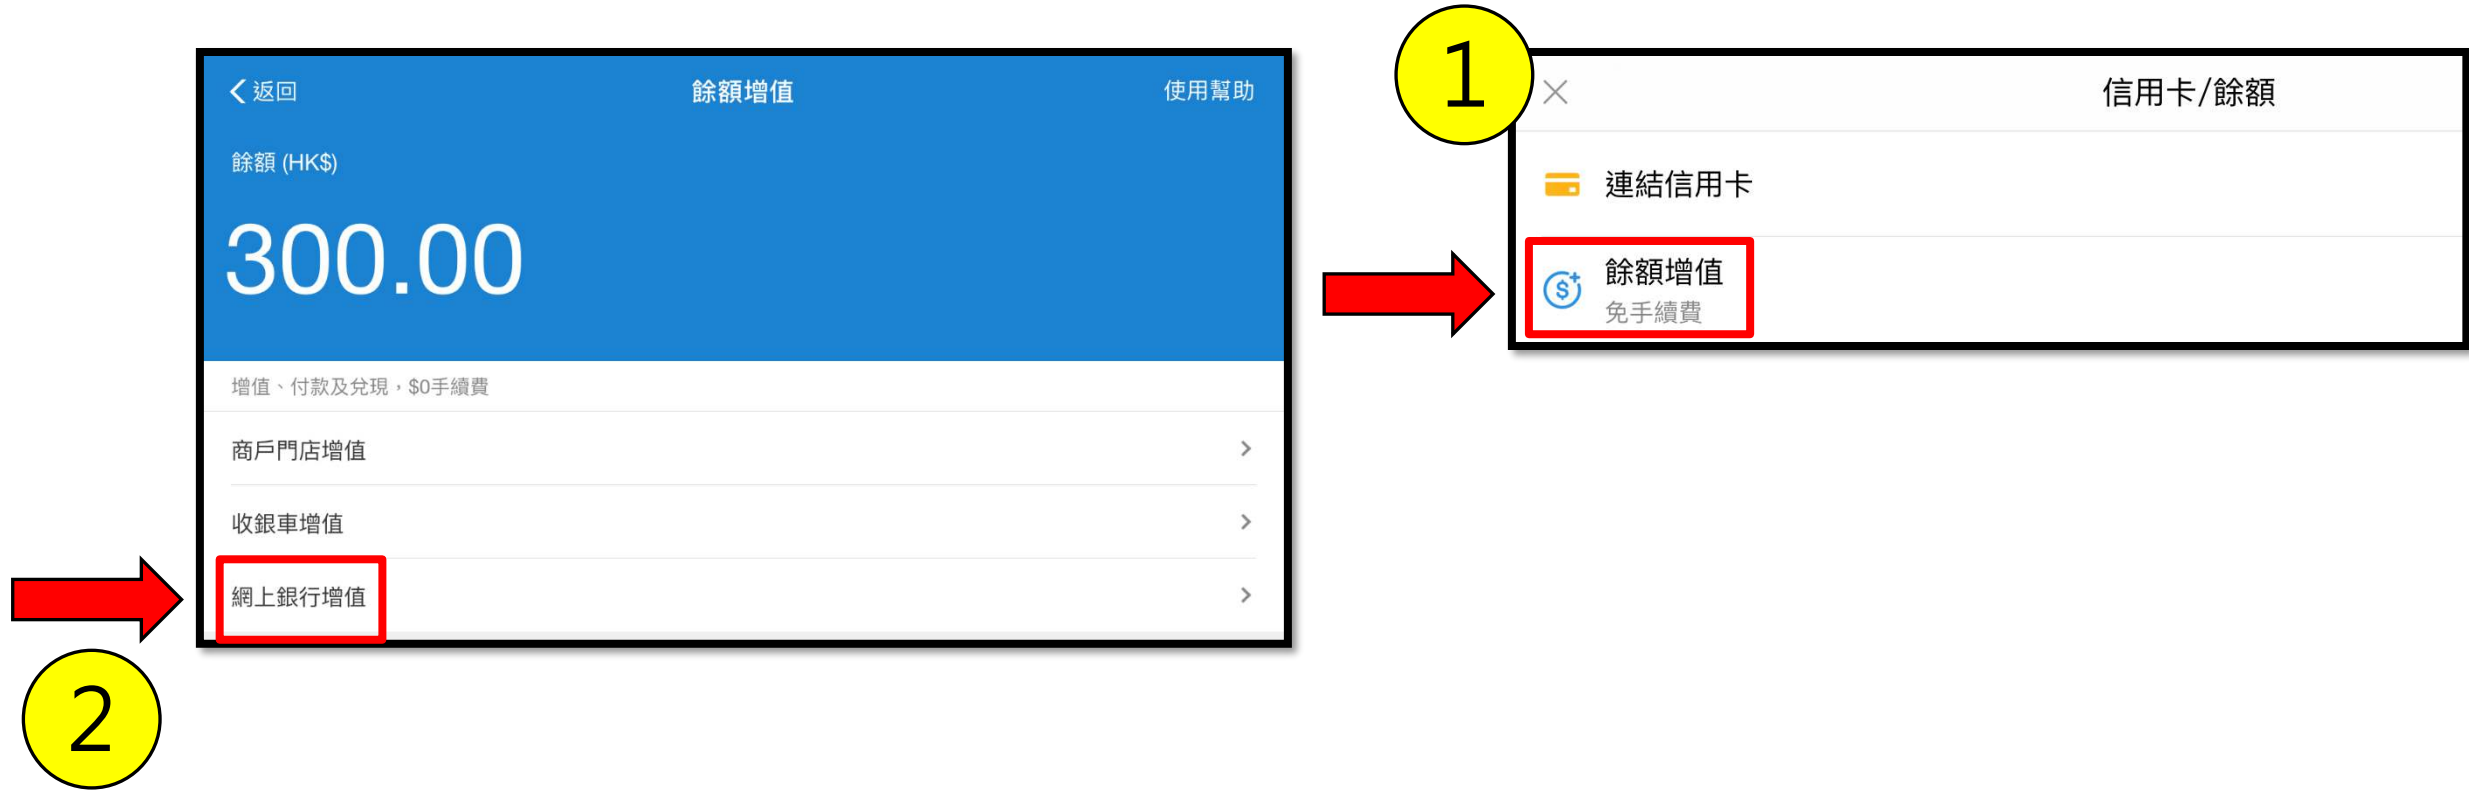 返回
餘額增值
使用幫助
餘額 (HK$)
300.00
增值、付款及兌現，$0手續費
商戶門店增值
收銀車增值
網上銀行增值
2
1
信用卡/餘額
連結信用卡
餘額增值
免手續費